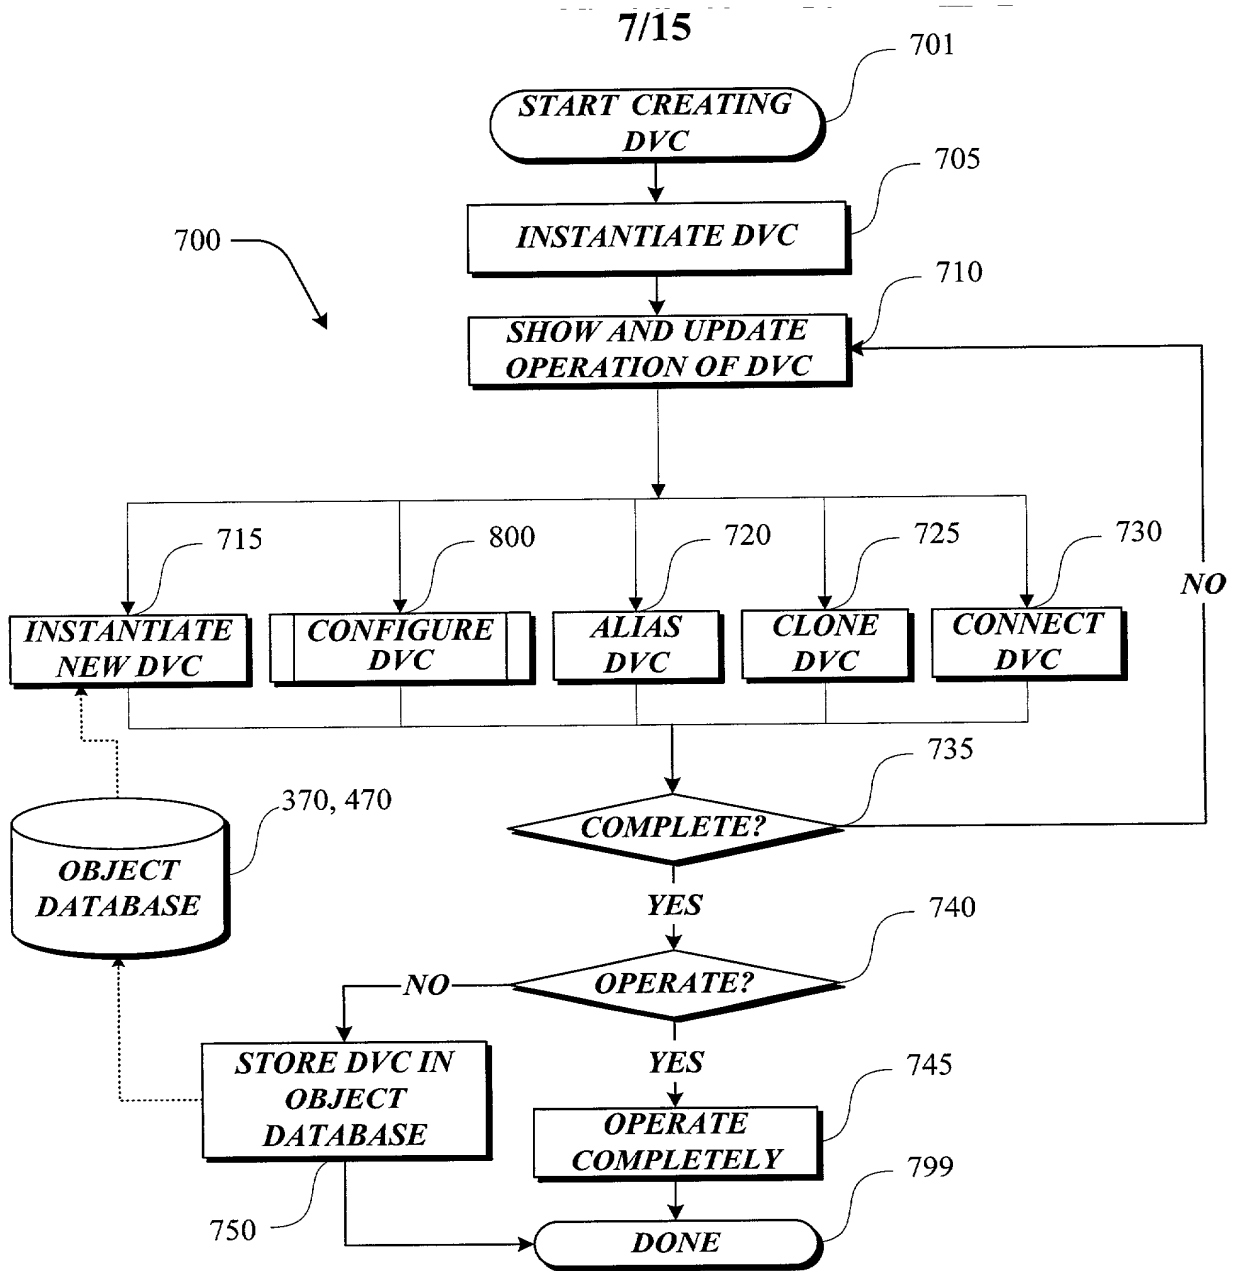 7/15
701
START CREATING
DVC
705
INSTANTIATE DVC
700
710
SHOW AND UPDATE
OPERATION OF DVC
715
800
720
725
730
NO
INSTANTIATE
NEW DVC
CONFIGURE
DVC
ALIAS
DVC
CLONE
DVC
CONNECT
DVC
735
370, 470
COMPLETE?
OBJECT
DATABASE
YES
740
NO
OPERATE?
STORE DVC IN
OBJECT
DATABASE
YES
745
OPERATE
COMPLETELY
750
799
DONE